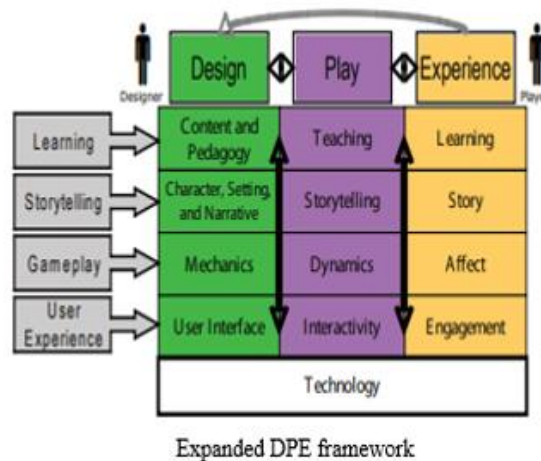 Design
Play
Experience
Designer
Learning
Content and
Pedagogy
Teaching
Learning
Storytelling
Character, Setting,
and Narrative
Storytelling
Story
Gameplay
Mechanics
Dynamics
Affect
User
Experience
User Interface
Interactivity
Engagement
Technology
Expanded DPE framework